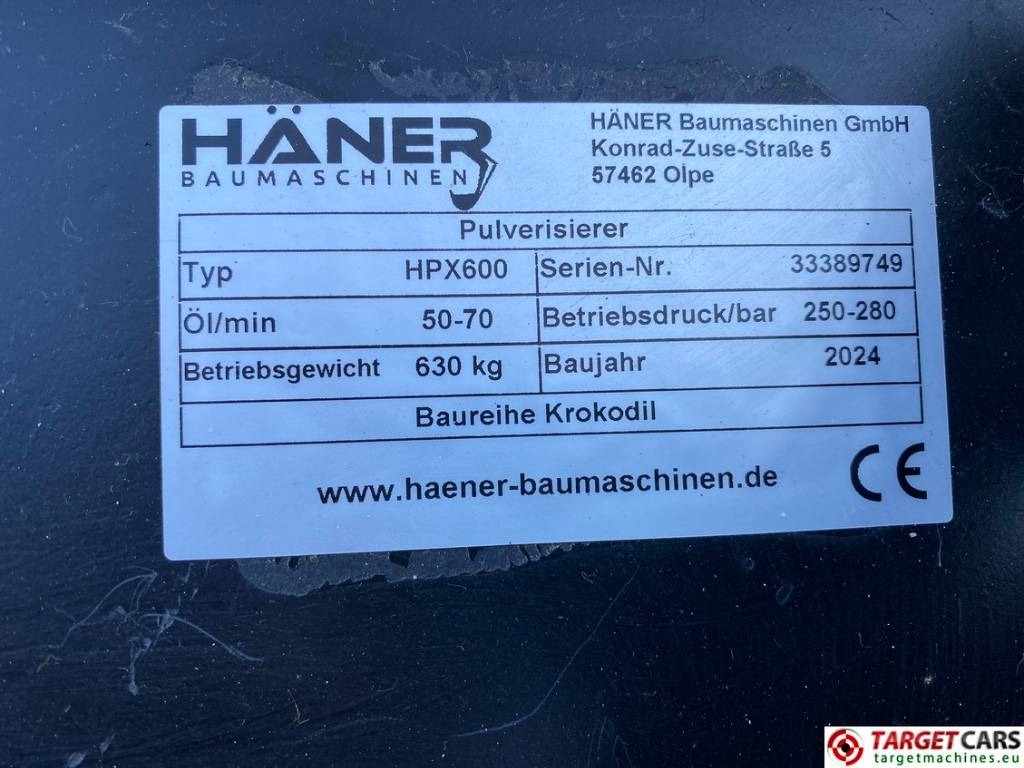 HÄNER
BAUMASCHINEN
HÄNER Baumaschinen GmbH
Konrad-Zuse-Straße 5
57462 Olpe
Pulverisierer
Typ HPX600 Serien-Nr. 33389749
Öl/min 50-70 Betriebsdruck/bar 250-280
Betriebsgewicht 630 kg Baujahr 2024
Baureihe Krokodil
www.haener-baumaschinen.de
CE
TARGETCARS
targetmachines.eu